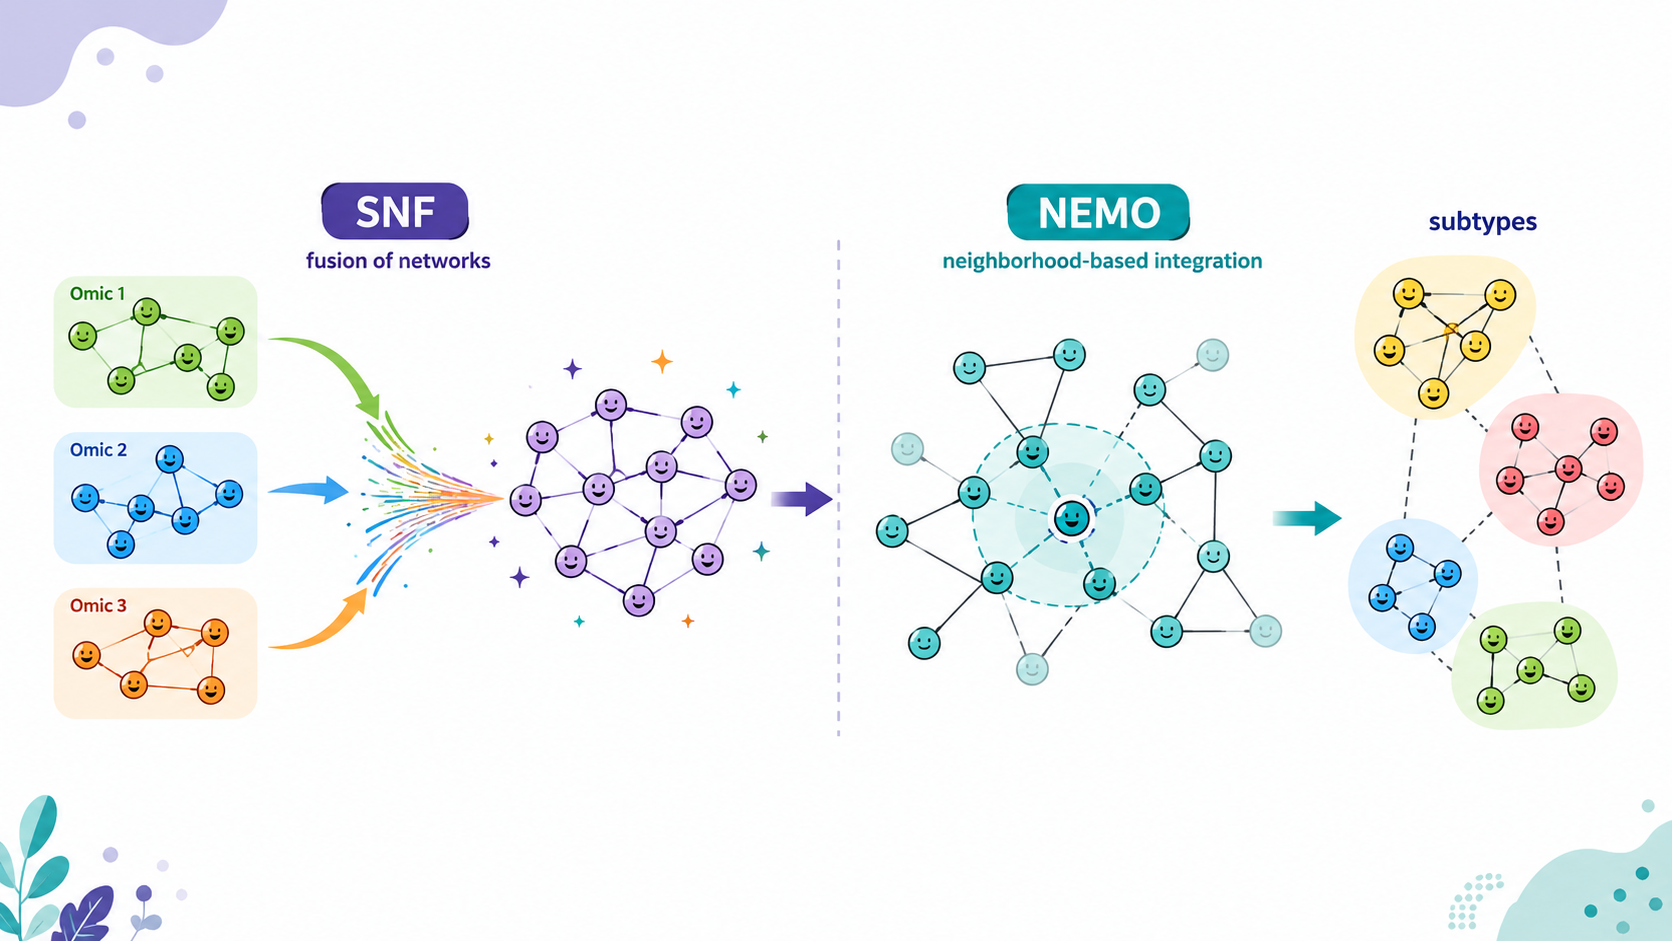 SNF
fusion of networks
Omic 1
Omic 2
Omic 3
NEMO
neighborhood-based integration
subtypes